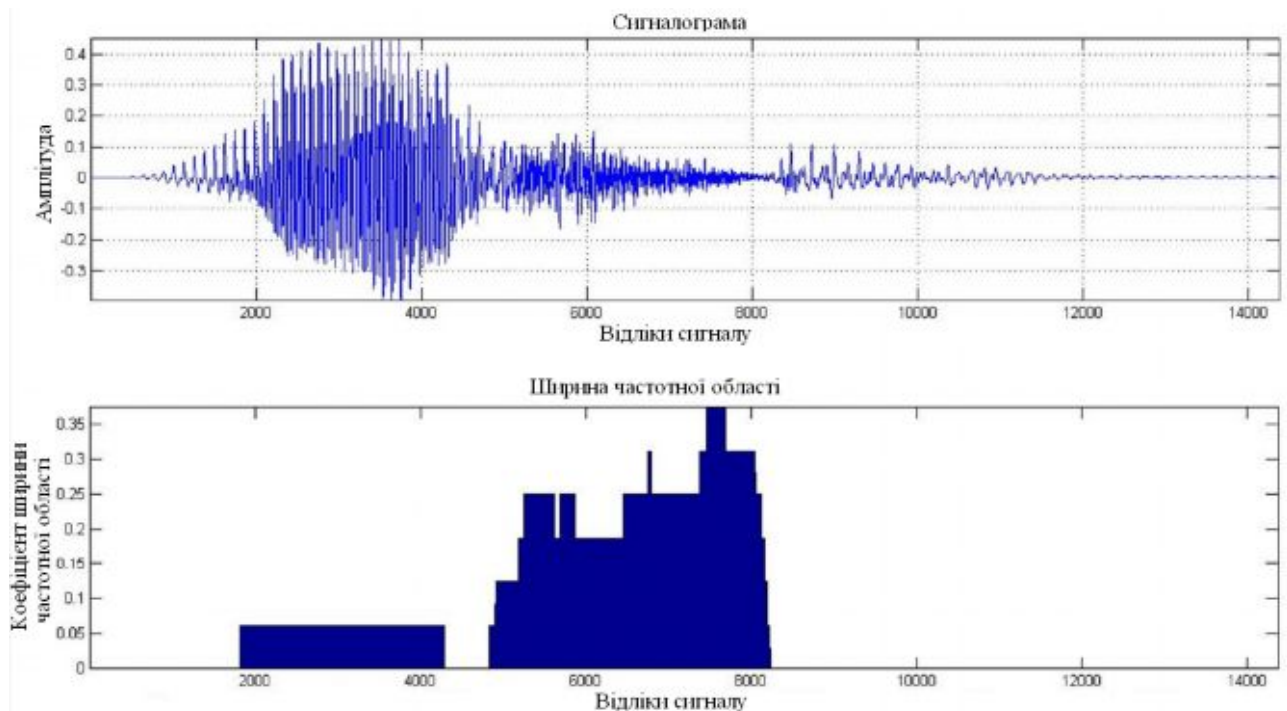 Сигналограма
0.4
0.3
0.2
0.1
0
-0.1
-0.2
-0.3
Амплітуда
2000 4000 6000 8000 10000 12000 14000
Відліки сигналу
Ширина частотної області
0.35
0.3
0.25
0.2
0.15
0.1
0.05
0
Коефіцієнт ширини
частотної області
2000 4000 6000 8000 10000 12000 14000
Відліки сигналу